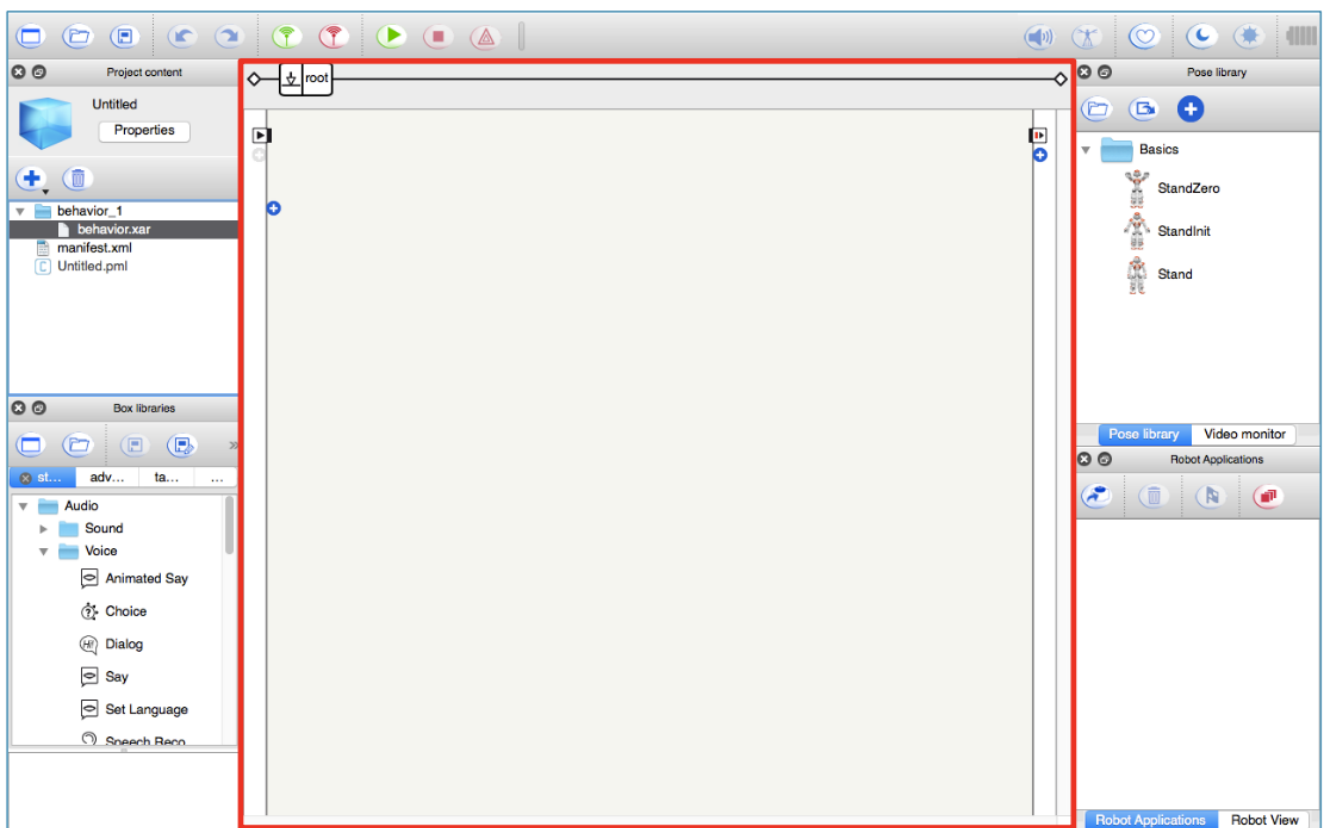 Project content
Untitled
Properties
behavior_1
behavior.xar
manifest.xml
Untitled.pml
Box libraries
st... adv... ta... ...
Audio
Sound
Voice
Animated Say
Choice
Dialog
Say
Set Language
Speech Reco
root
Pose library
Basics
StandZero
StandInit
Stand
Pose library Video monitor
Robot Applications
Robot Applications Robot View